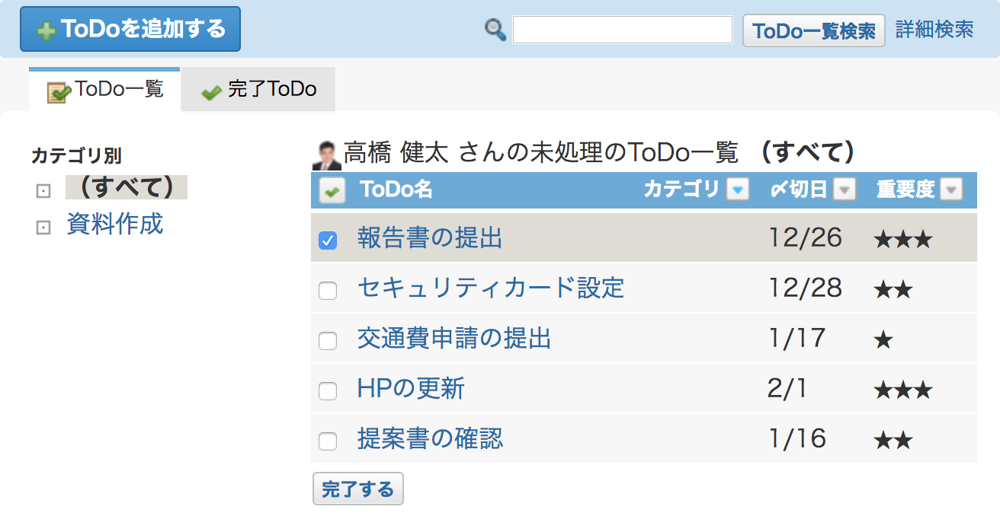 ToDoを追加する
ToDo一覧検索 詳細検索
ToDo一覧 完了ToDo
カテゴリ別
(すべて)
資料作成
高橋 健太 さんの未処理のToDo一覧 (すべて)
ToDo名 カテゴリ 〆切日 重要度
報告書の提出 12/26 ★★★
セキュリティカード設定 12/28 ★★
交通費申請の提出 1/17 ★
HPの更新 2/1 ★★★
提案書の確認 1/16 ★★
完了する